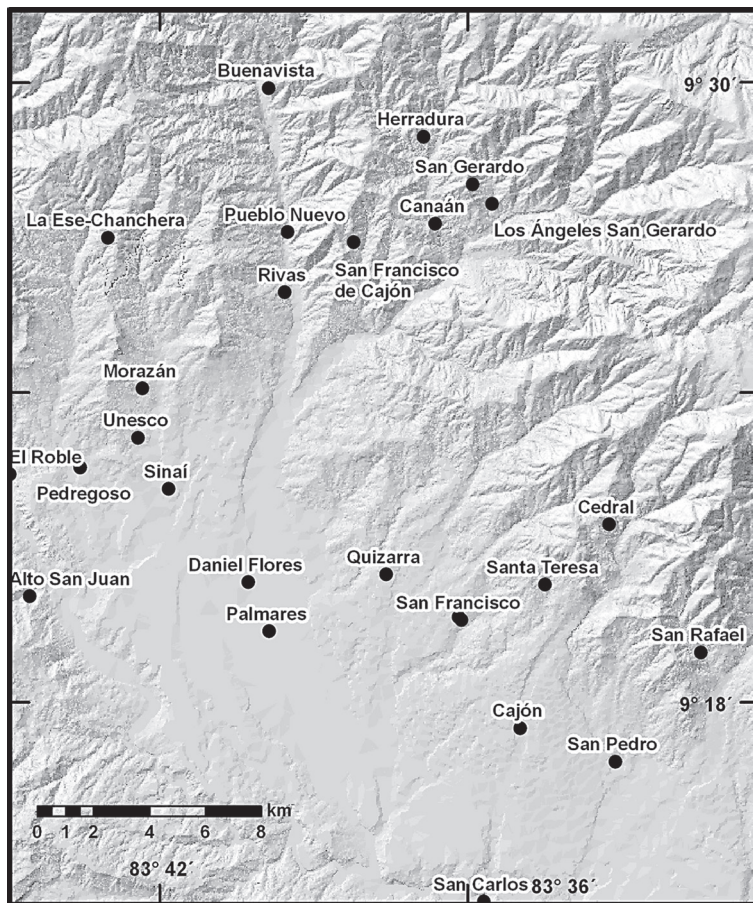 Buenavista
9° 30´
Herradura
San Gerardo
La Ese-Chanchera
Pueblo Nuevo
Canaán
Los Ángeles San Gerardo
Rivas
San Francisco
de Cajón
Morazán
Unesco
El Roble
Sinaí
Pedregoso
Cedral
Daniel Flores
Quizarra
Santa Teresa
Alto San Juan
San Francisco
Palmares
San Rafael
9° 18´
Cajón
San Pedro
km
0 1 2 4 6 8
83° 42´
San Carlos
83° 36´